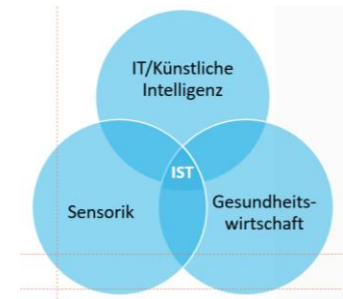 IT/Künstliche
Intelligenz
IST
Sensorik
Gesundheits-
wirtschaft